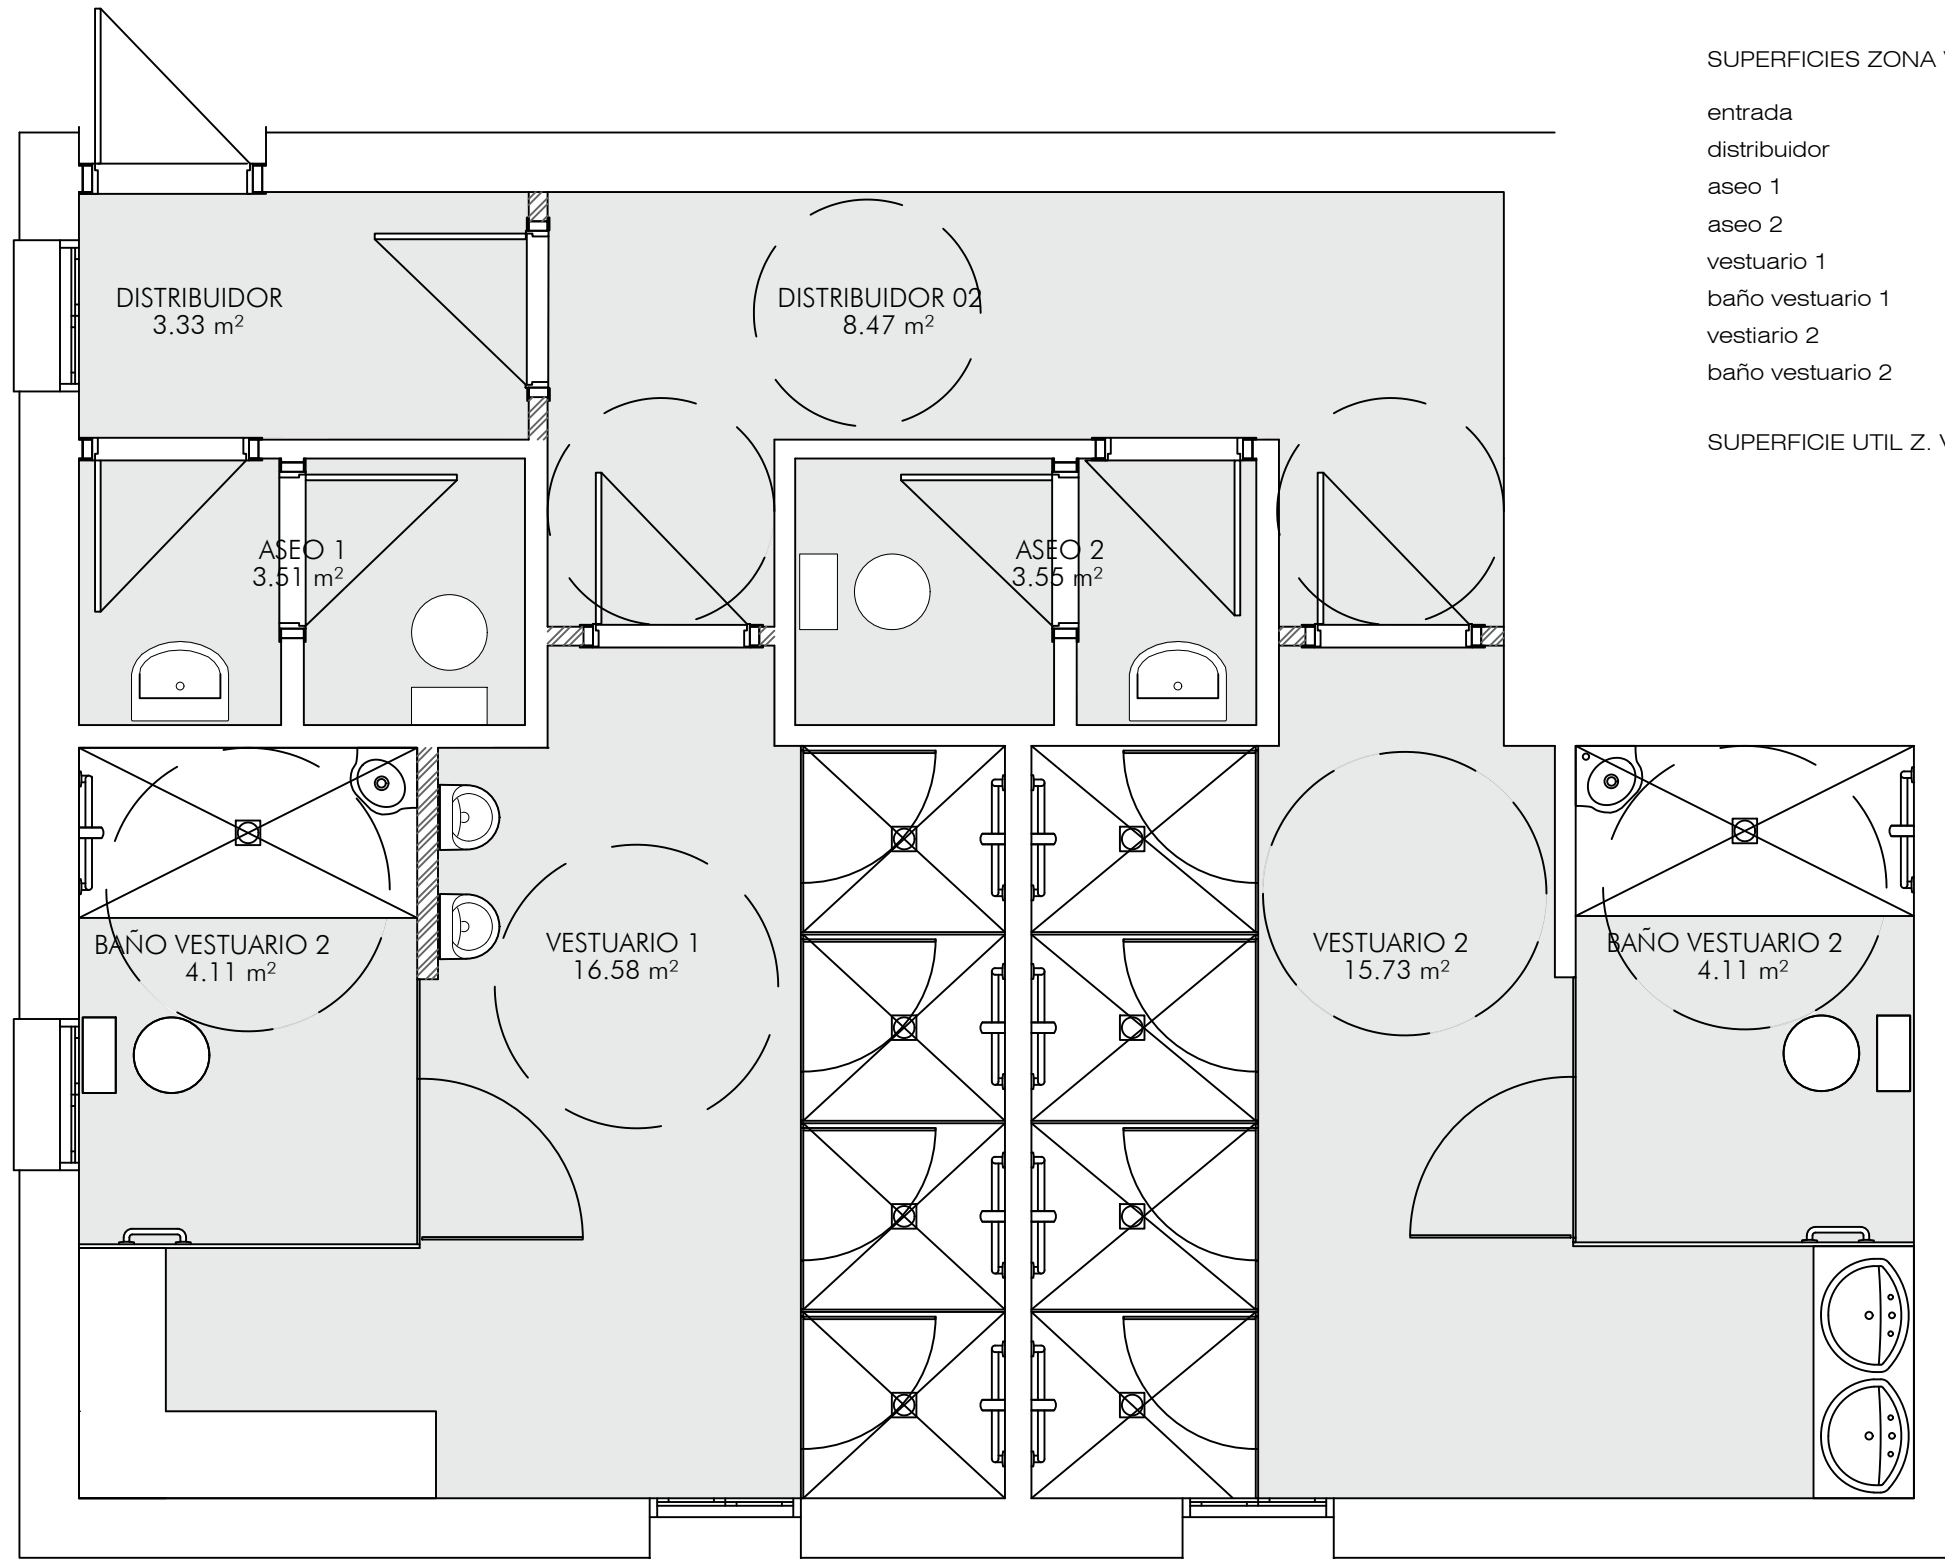 SUPERFICIES ZONA
entrada
distribuidor
aseo 1
aseo 2
vestuario 1
baño vestuario 1
vestiario 2
baño vestuario 2
SUPERFICIE UTIL Z.
DISTRIBUIDOR
3.33 m²
DISTRIBUIDOR 02
8.47 m²
ASEO 1
3.51 m²
ASEO 2
3.55 m²
BAÑO VESTUARIO 2
4.11 m²
VESTUARIO 1
16.58 m²
VESTUARIO 2
15.73 m²
BAÑO VESTUARIO 2
4.11 m²